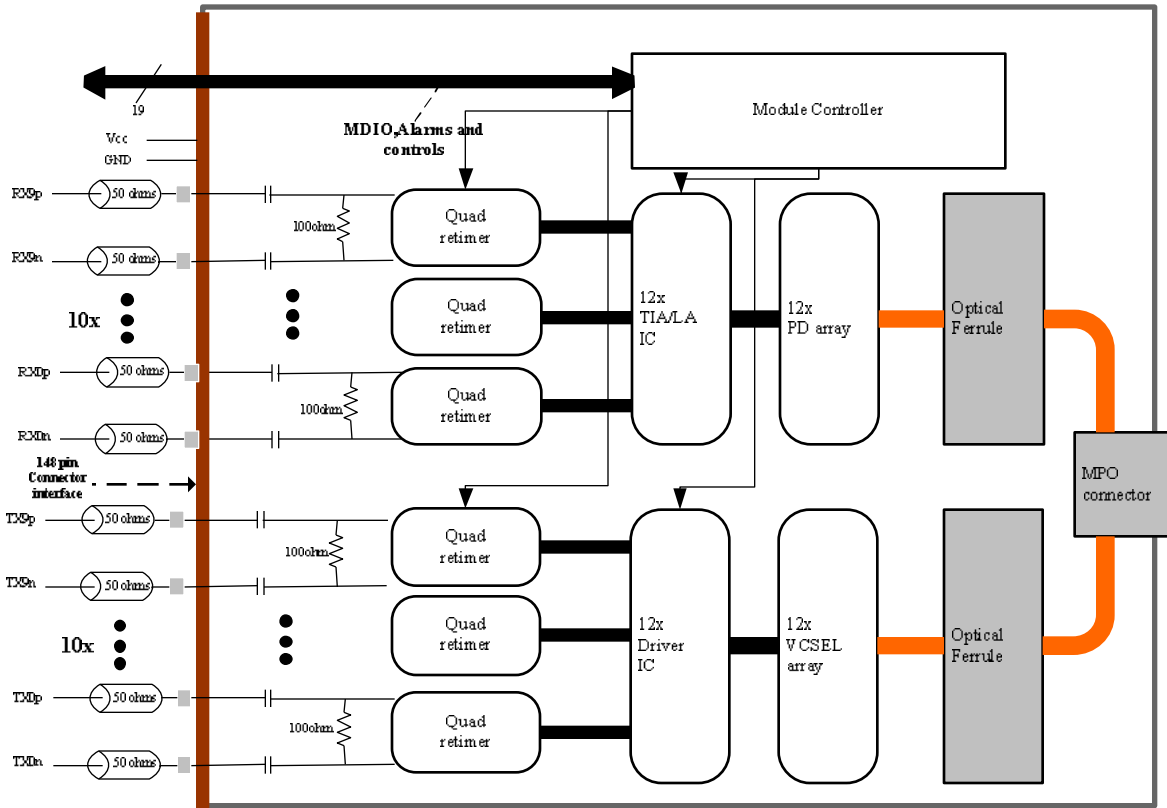 Module Controller
19
MDIO,Alarms and
controls
Vcc
GND
RX9p
50 ohms
100ohm
Quad
retimer
RX9n
50 ohms
10x
Quad
retimer
12x
TIA/LA
IC
12x
PD array
Optical
Ferrule
RX0p
50 ohms
100ohm
Quad
retimer
RX0n
50 ohms
148 pin
Connector
interface
MPO
connector
TX9p
50 ohms
100ohm
Quad
retimer
TX9n
50 ohms
10x
Quad
retimer
12x
Driver
IC
12x
VCSEL
array
Optical
Ferrule
TX0p
50 ohms
100ohm
Quad
retimer
TX0n
50 ohms